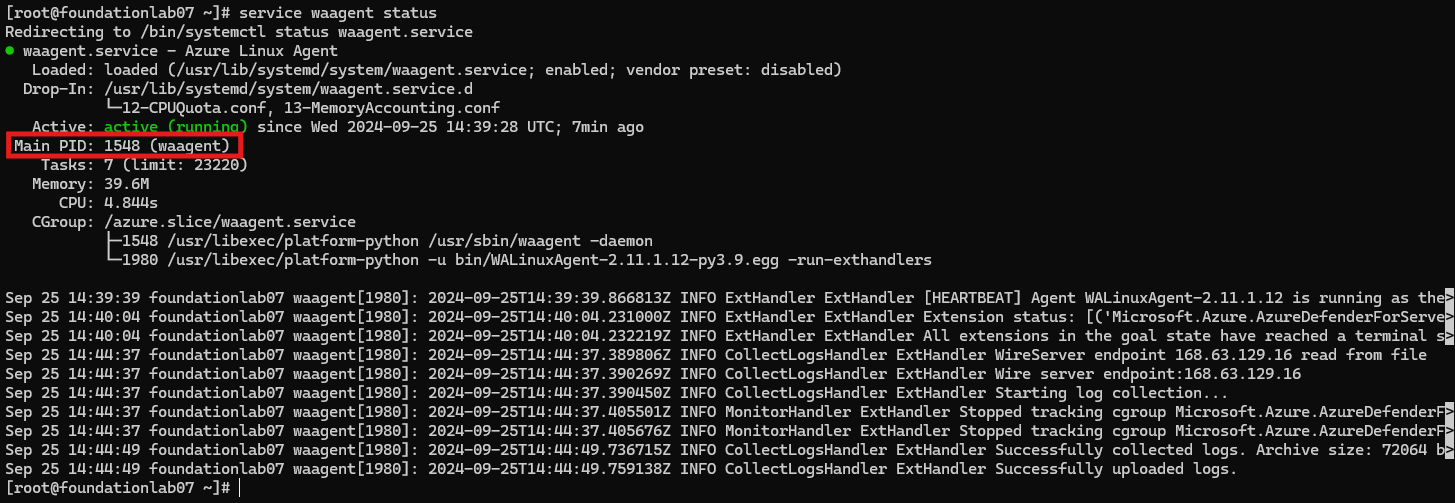 [root@foundationlab07 ~]# service waagent status
Redirecting to /bin/systemctl status waagent.service
● waagent.service - Azure Linux Agent
   Loaded: loaded (/usr/lib/systemd/system/waagent.service; enabled; vendor preset: disabled)
  Drop-In: /usr/lib/systemd/system/waagent.service.d
           └─12-CPUQuota.conf, 13-MemoryAccounting.conf
   Active: active (running) since Wed 2024-09-25 14:39:28 UTC; 7min ago
 Main PID: 1548 (waagent)
    Tasks: 7 (limit: 23220)
   Memory: 39.6M
      CPU: 4.844s
   CGroup: /azure.slice/waagent.service
           ├─1548 /usr/libexec/platform-python /usr/sbin/waagent -daemon
           └─1980 /usr/libexec/platform-python -u bin/WALinuxAgent-2.11.1.12-py3.9.egg -run-exthandlers

Sep 25 14:39:39 foundationlab07 waagent[1980]: 2024-09-25T14:39:39.866813Z INFO ExtHandler ExtHandler [HEARTBEAT] Agent WALinuxAgent-2.11.1.12 is running as the>
Sep 25 14:40:04 foundationlab07 waagent[1980]: 2024-09-25T14:40:04.231000Z INFO ExtHandler ExtHandler Extension status: [('Microsoft.Azure.AzureDefenderForServe>
Sep 25 14:40:04 foundationlab07 waagent[1980]: 2024-09-25T14:40:04.232219Z INFO ExtHandler ExtHandler All extensions in the goal state have reached a terminal s>
Sep 25 14:44:37 foundationlab07 waagent[1980]: 2024-09-25T14:44:37.389806Z INFO CollectLogsHandler ExtHandler WireServer endpoint 168.63.129.16 read from file
Sep 25 14:44:37 foundationlab07 waagent[1980]: 2024-09-25T14:44:37.390269Z INFO CollectLogsHandler ExtHandler Wire server endpoint:168.63.129.16
Sep 25 14:44:37 foundationlab07 waagent[1980]: 2024-09-25T14:44:37.390450Z INFO CollectLogsHandler ExtHandler Starting log collection...
Sep 25 14:44:37 foundationlab07 waagent[1980]: 2024-09-25T14:44:37.405501Z INFO MonitorHandler ExtHandler Stopped tracking cgroup Microsoft.Azure.AzureDefenderF>
Sep 25 14:44:37 foundationlab07 waagent[1980]: 2024-09-25T14:44:37.405676Z INFO MonitorHandler ExtHandler Stopped tracking cgroup Microsoft.Azure.AzureDefenderF>
Sep 25 14:44:49 foundationlab07 waagent[1980]: 2024-09-25T14:44:49.736715Z INFO CollectLogsHandler ExtHandler Successfully collected logs. Archive size: 72064 b>
Sep 25 14:44:49 foundationlab07 waagent[1980]: 2024-09-25T14:44:49.759138Z INFO CollectLogsHandler ExtHandler Successfully uploaded logs.
[root@foundationlab07 ~]#